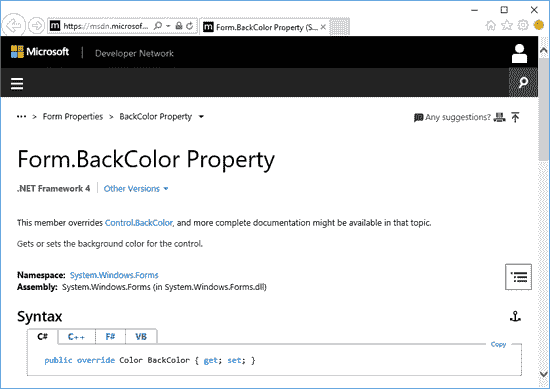 https://msdn.microsof...
Form.BackColor Property (S...
Microsoft Developer Network
... > Form Properties > BackColor Property
Any suggestions?
Form.BackColor Property
.NET Framework 4 | Other Versions
This member overrides Control.BackColor, and more complete documentation might be available in that topic.
Gets or sets the background color for the control.
Namespace: System.Windows.Forms
Assembly: System.Windows.Forms (in System.Windows.Forms.dll)
Syntax
C# C++ F# VB
Copy
public override Color BackColor { get; set; }